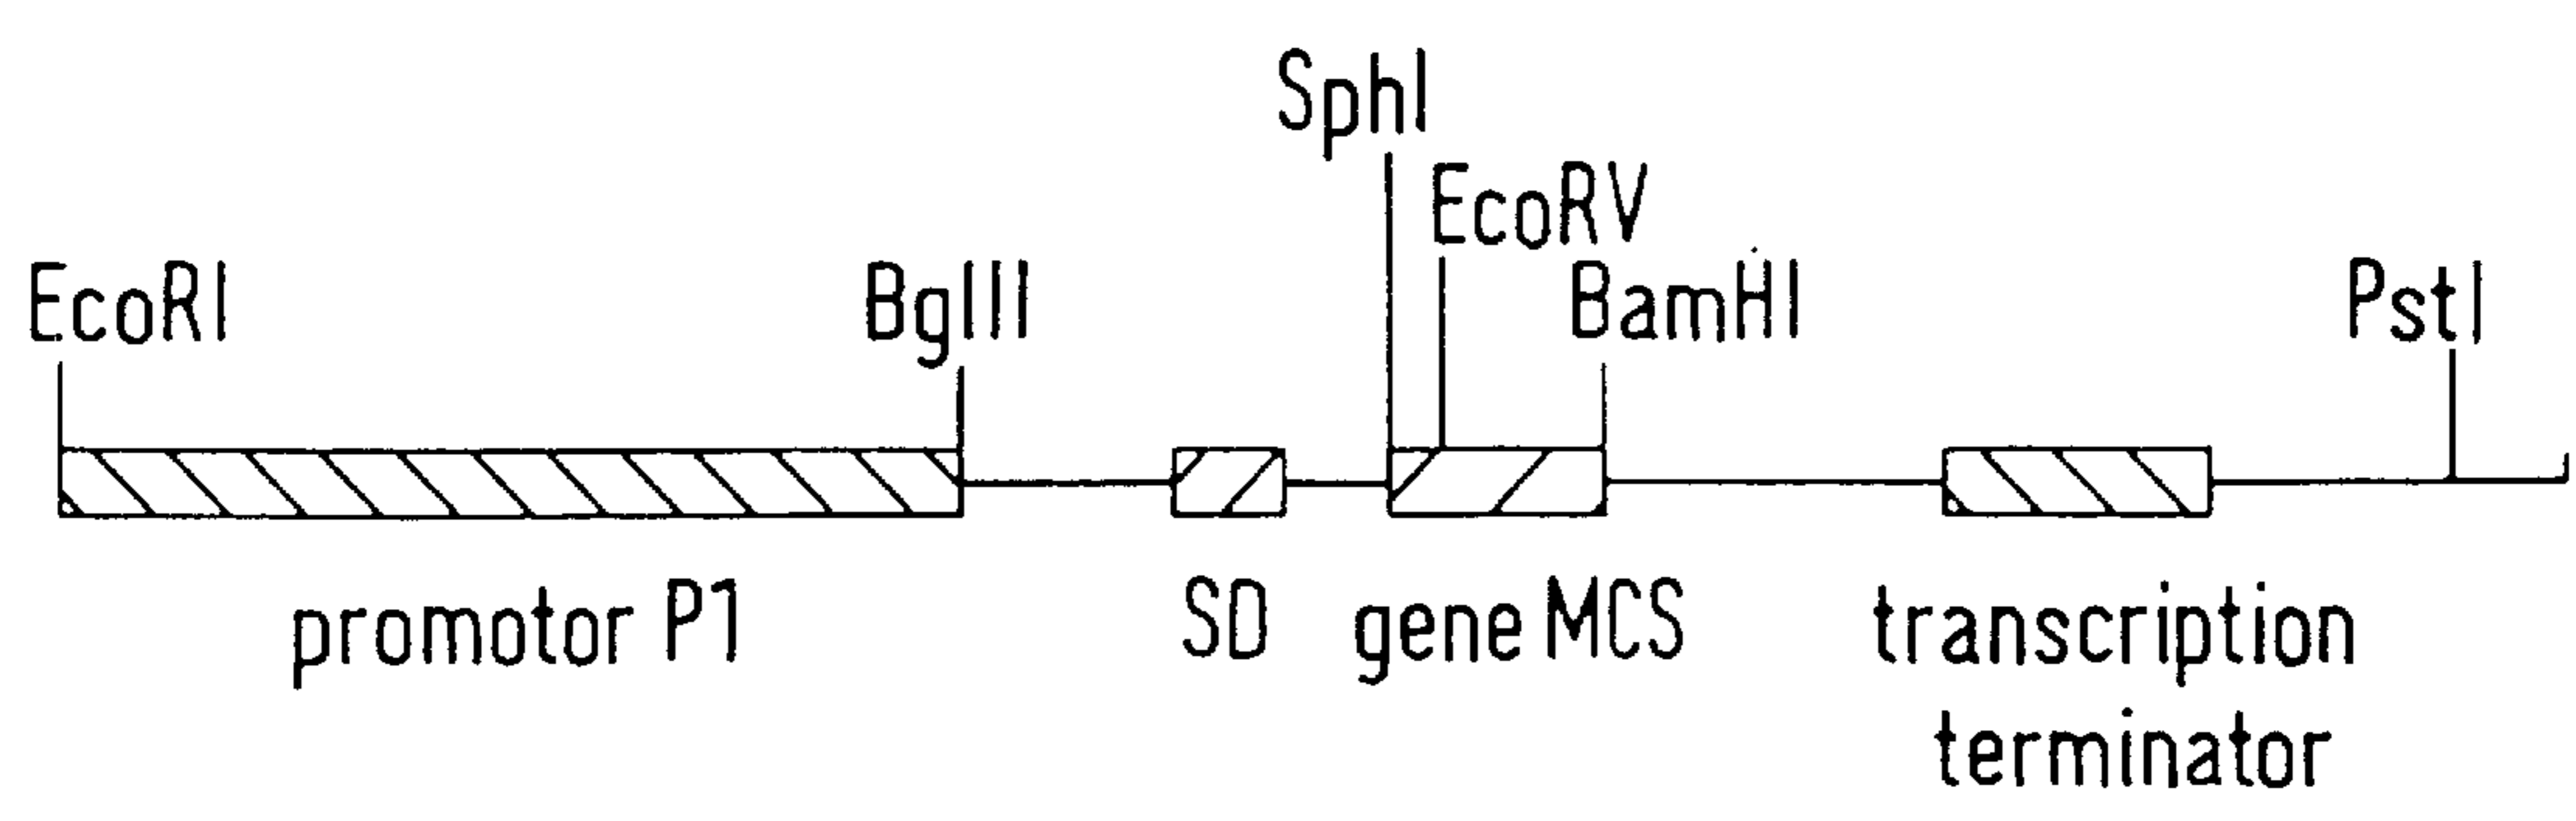 SphI
EcoRV
EcoRI BglII BamHI PstI
promotor P1 SD gene MCS transcription
terminator